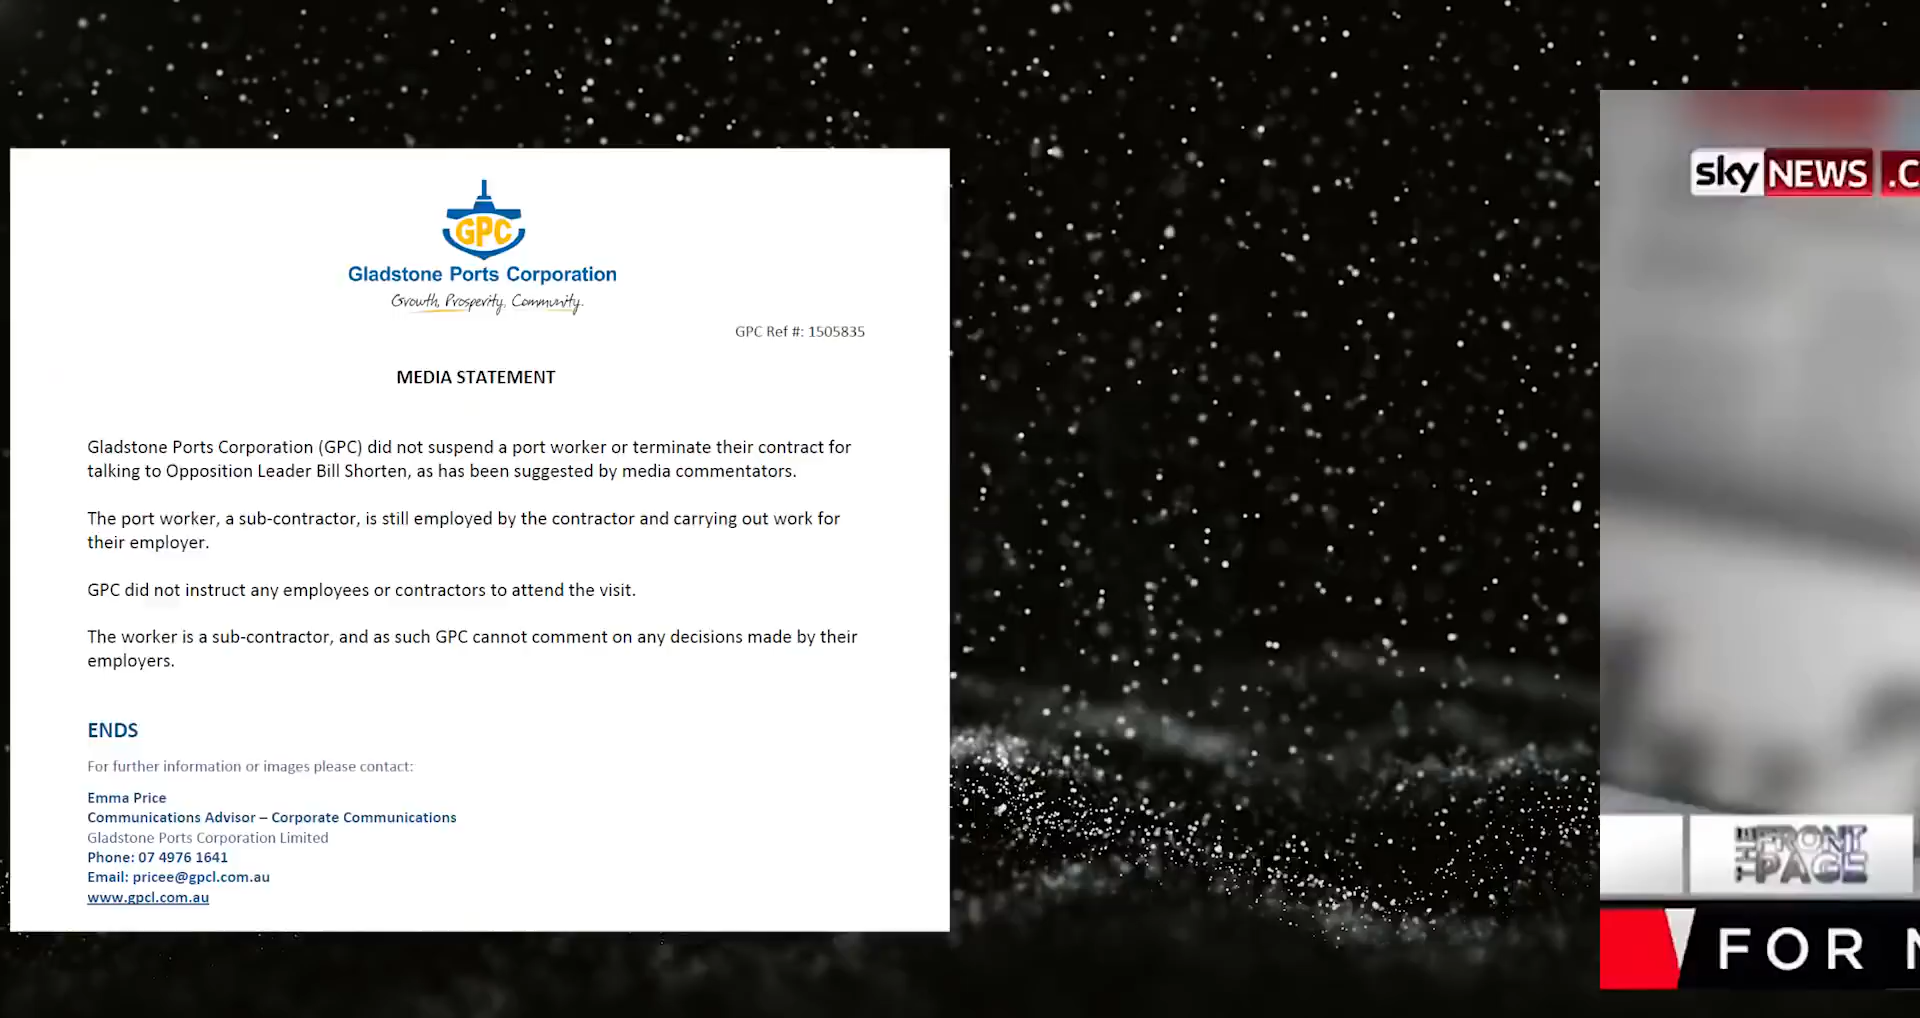 GPC
Gladstone Ports Corporation
Growth, Prosperity, Community.
GPC Ref #: 1505835
MEDIA STATEMENT
Gladstone Ports Corporation (GPC) did not suspend a port worker or terminate their contract for
talking to Opposition Leader Bill Shorten, as has been suggested by media commentators.
The port worker, a sub-contractor, is still employed by the contractor and carrying out work for
their employer.
GPC did not instruct any employees or contractors to attend the visit.
The worker is a sub-contractor, and as such GPC cannot comment on any decisions made by their
employers.
ENDS
For further information or images please contact:
Emma Price
Communications Advisor – Corporate Communications
Gladstone Ports Corporation Limited
Phone: 07 4976 1641
Email: pricee@gpcl.com.au
www.gpcl.com.au
sky NEWS .C
THE FRONT
PAGE
FOR